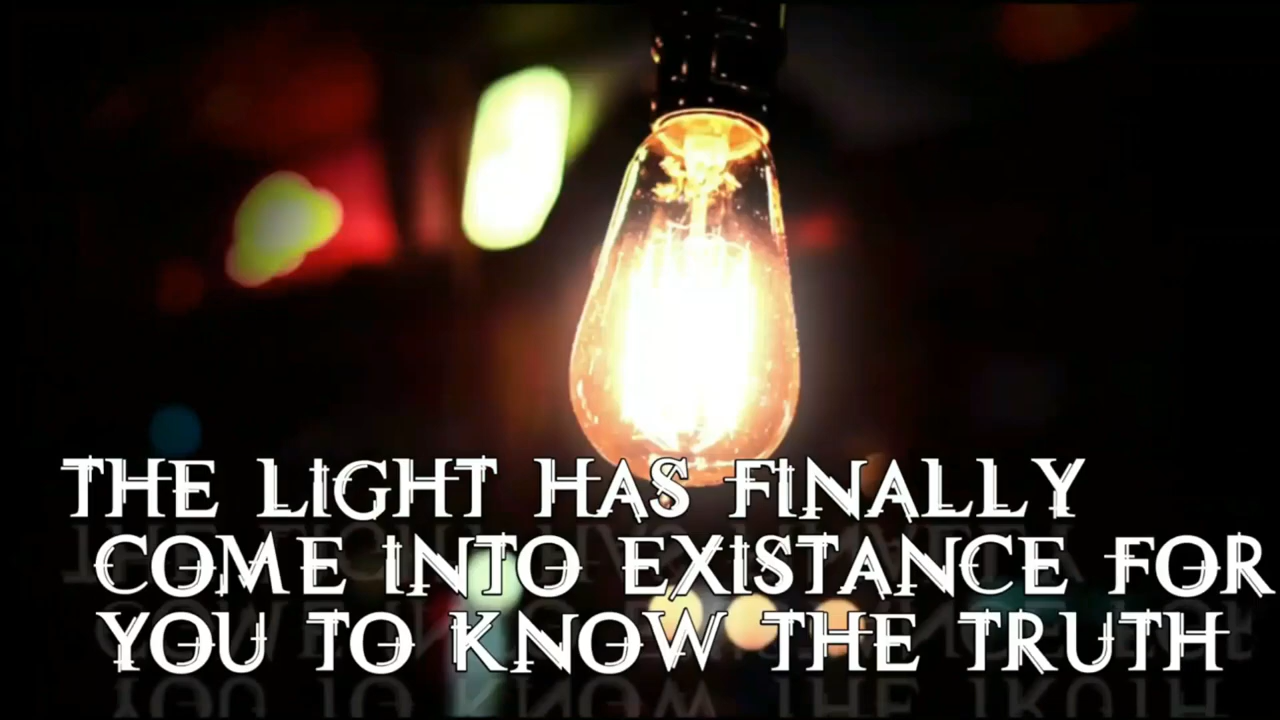 THE LIGHT HAS FINALLY
COME INTO EXISTANCE FOR
YOU TO KNOW THE TRUTH